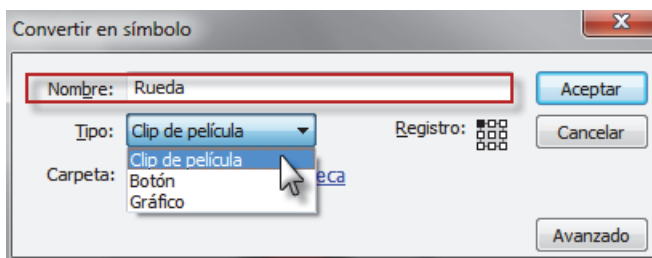 Convertir en símbolo
Nombre: Rueda
Aceptar
Tipo: Clip de película
Registro:
Cancelar
Clip de película
Carpeta: Botón
Gráfico
Avanzado